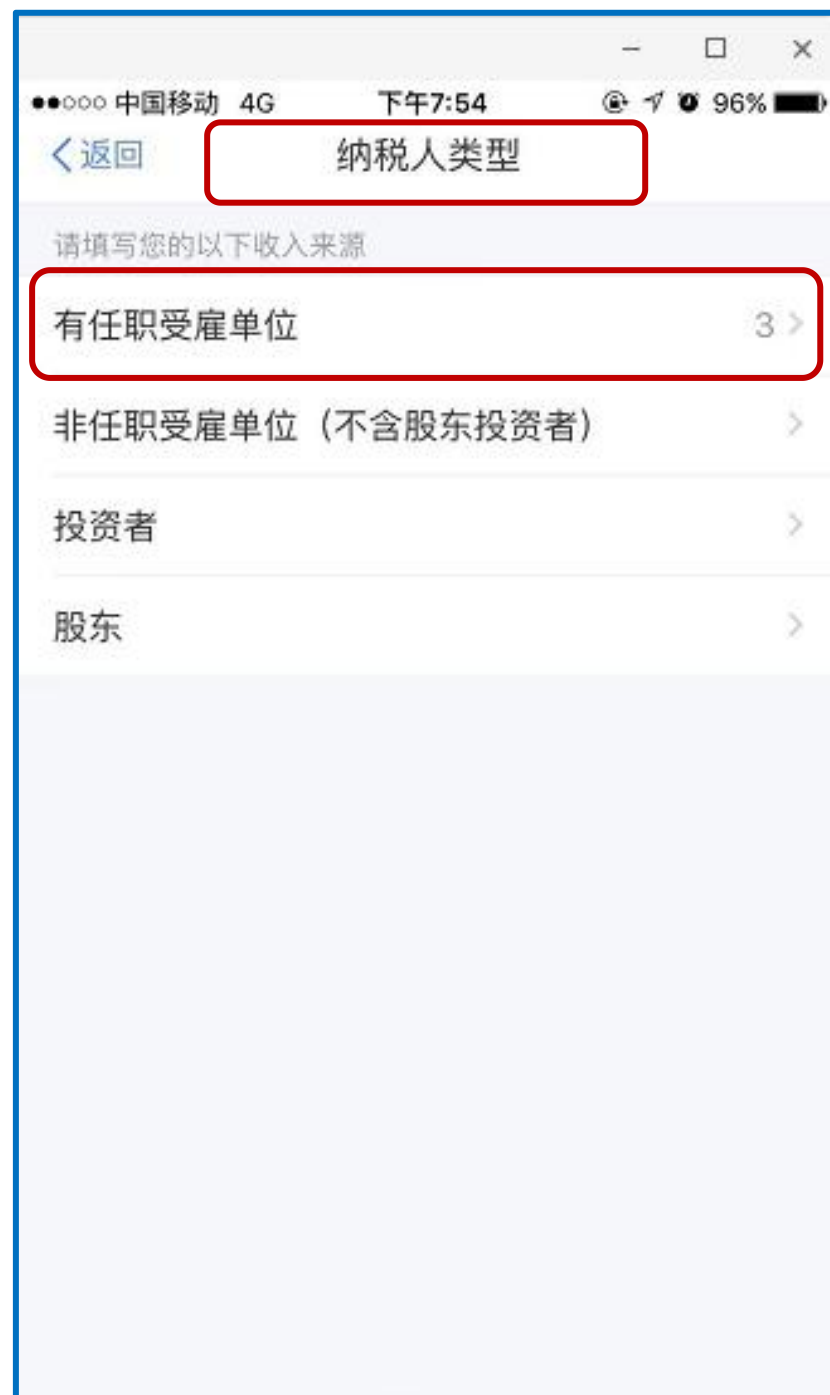 中国移动 4G 下午7:54 96%
返回 纳税人类型
请填写您的以下收入来源
有任职受雇单位 3
非任职受雇单位（不含股东投资者）
投资者
股东